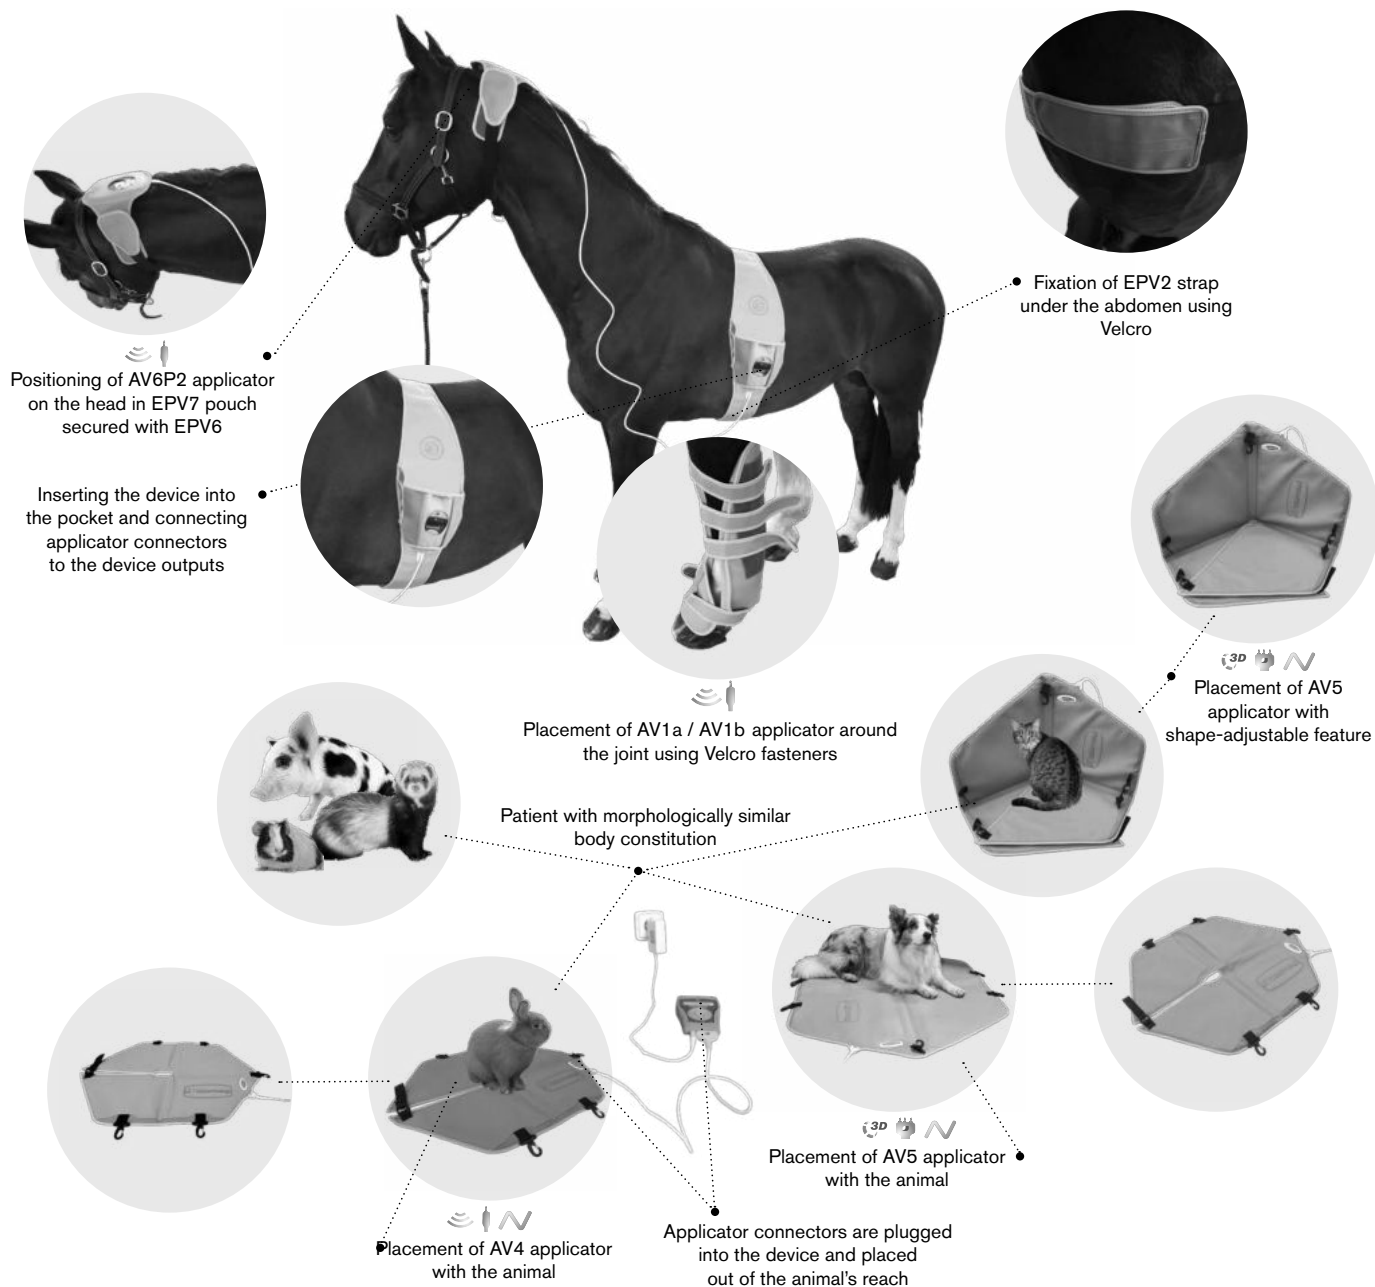 Fixation of EPV2 strap
under the abdomen using
Velcro
Positioning of AV6P2 applicator
on the head in EPV7 pouch
secured with EPV6
Inserting the device into
the pocket and connecting
applicator connectors
to the device outputs
3D
Placement of AV5
applicator with
shape-adjustable feature
Placement of AV1a / AV1b applicator around
the joint using Velcro fasteners
Patient with morphologically similar
body constitution
3D
Placement of AV5 applicator
with the animal
Placement of AV4 applicator
with the animal
Applicator connectors are plugged
into the device and placed
out of the animal's reach